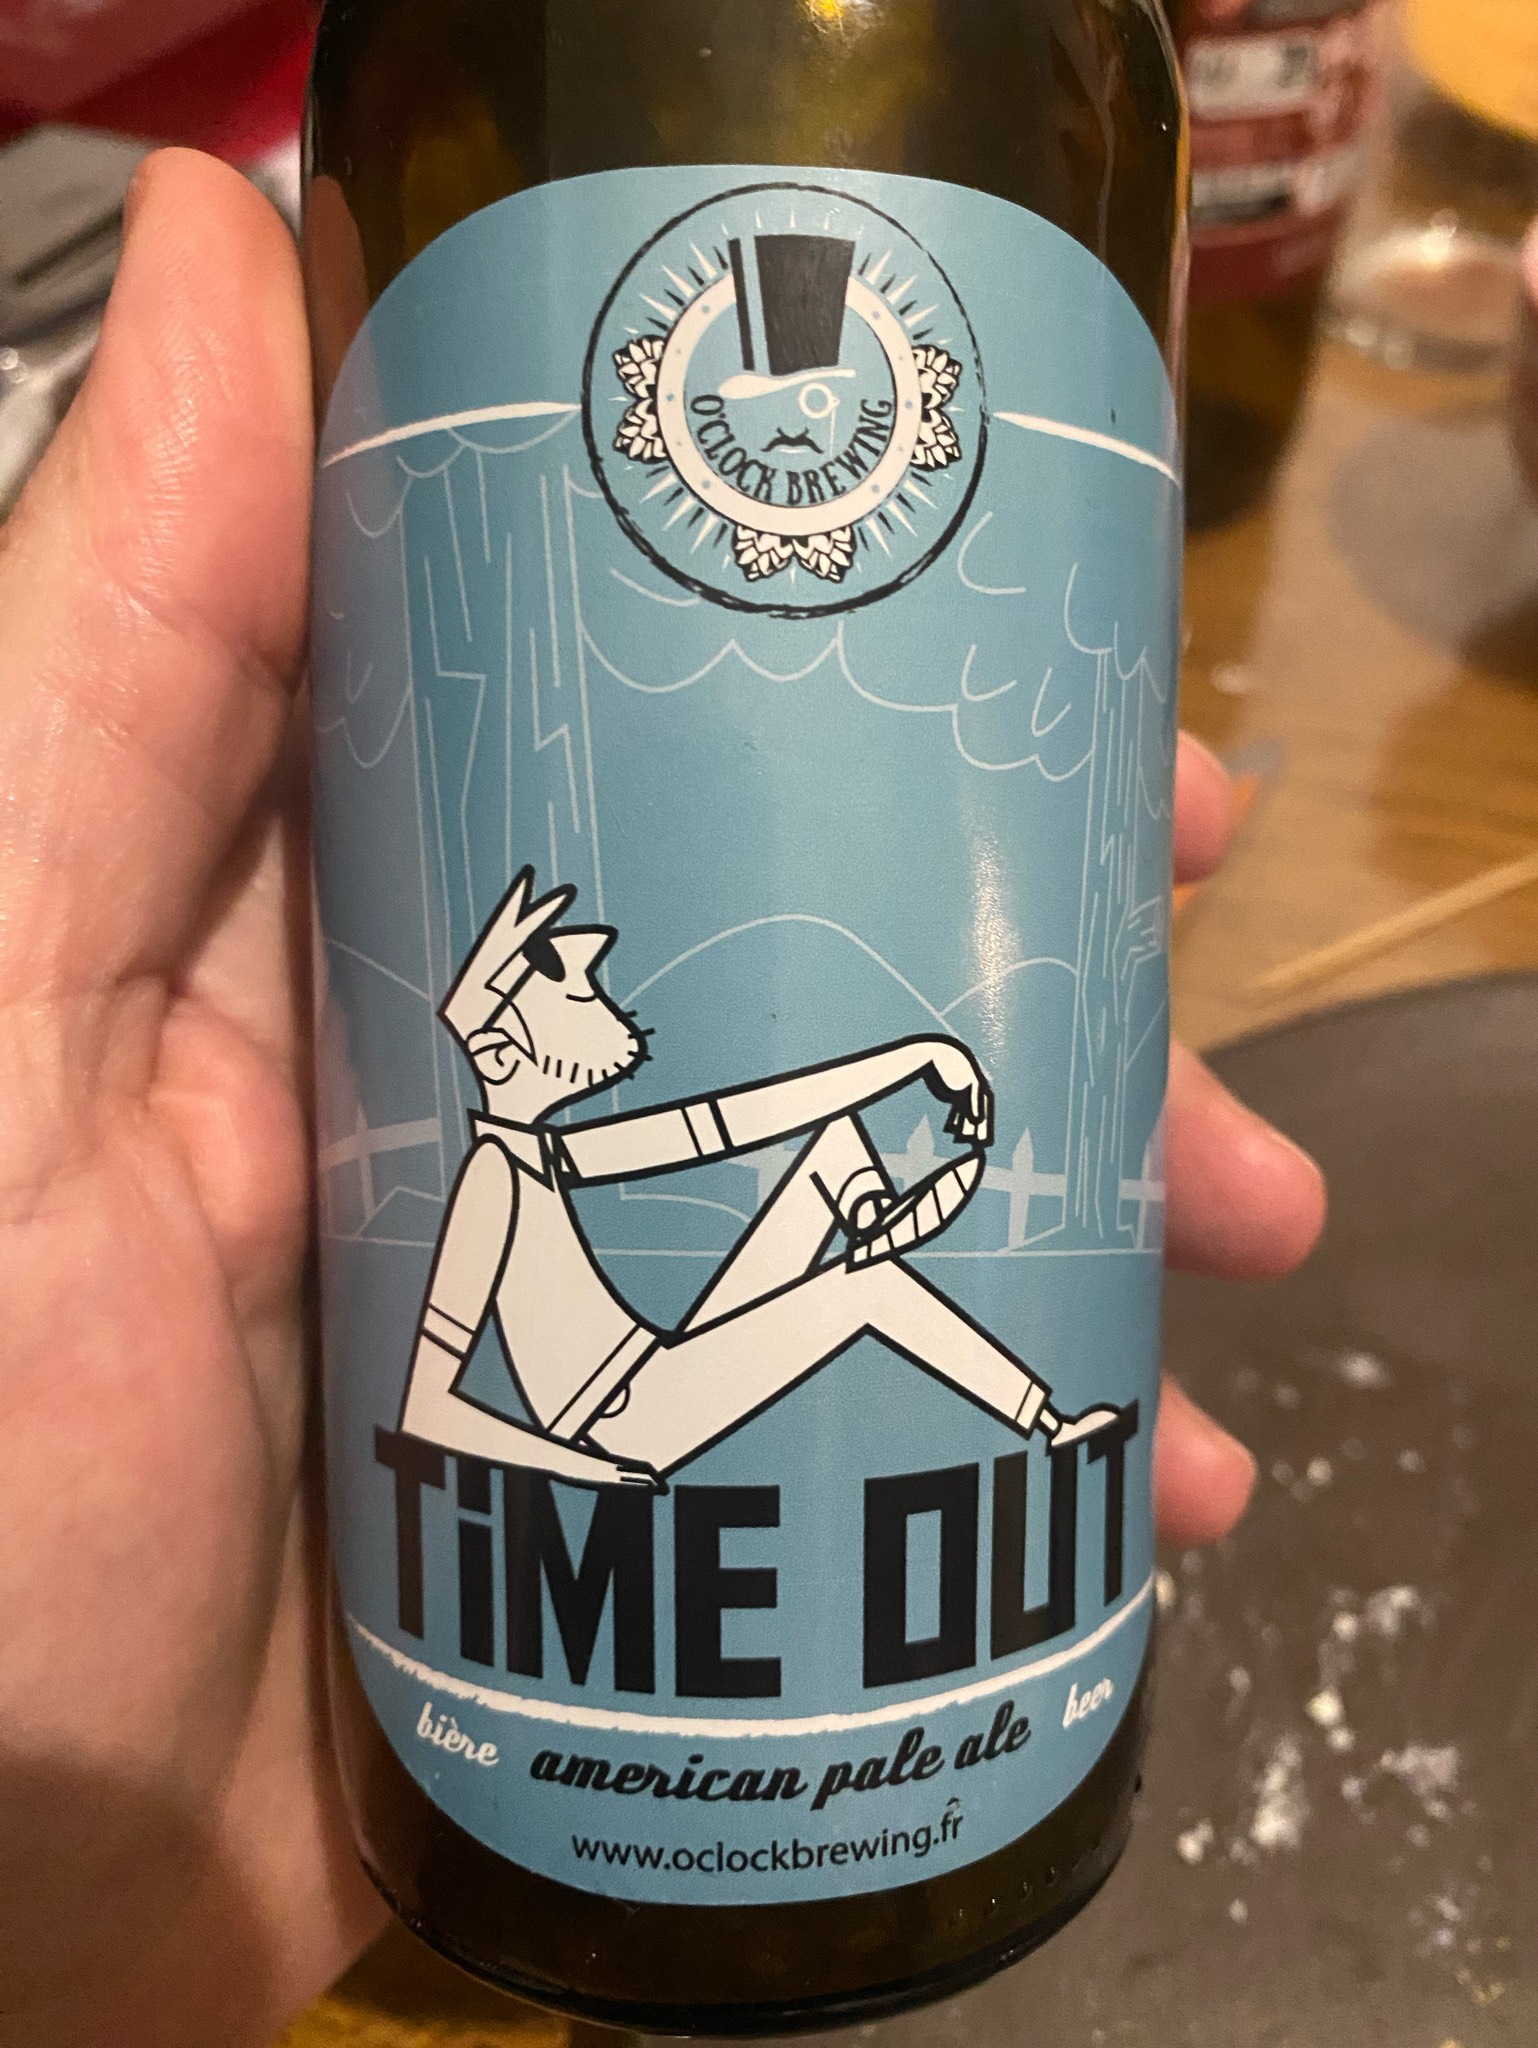 O'CLOCK BREWING
TiME OUT
bière american pale ale beer
www.oclockbrewing.fr